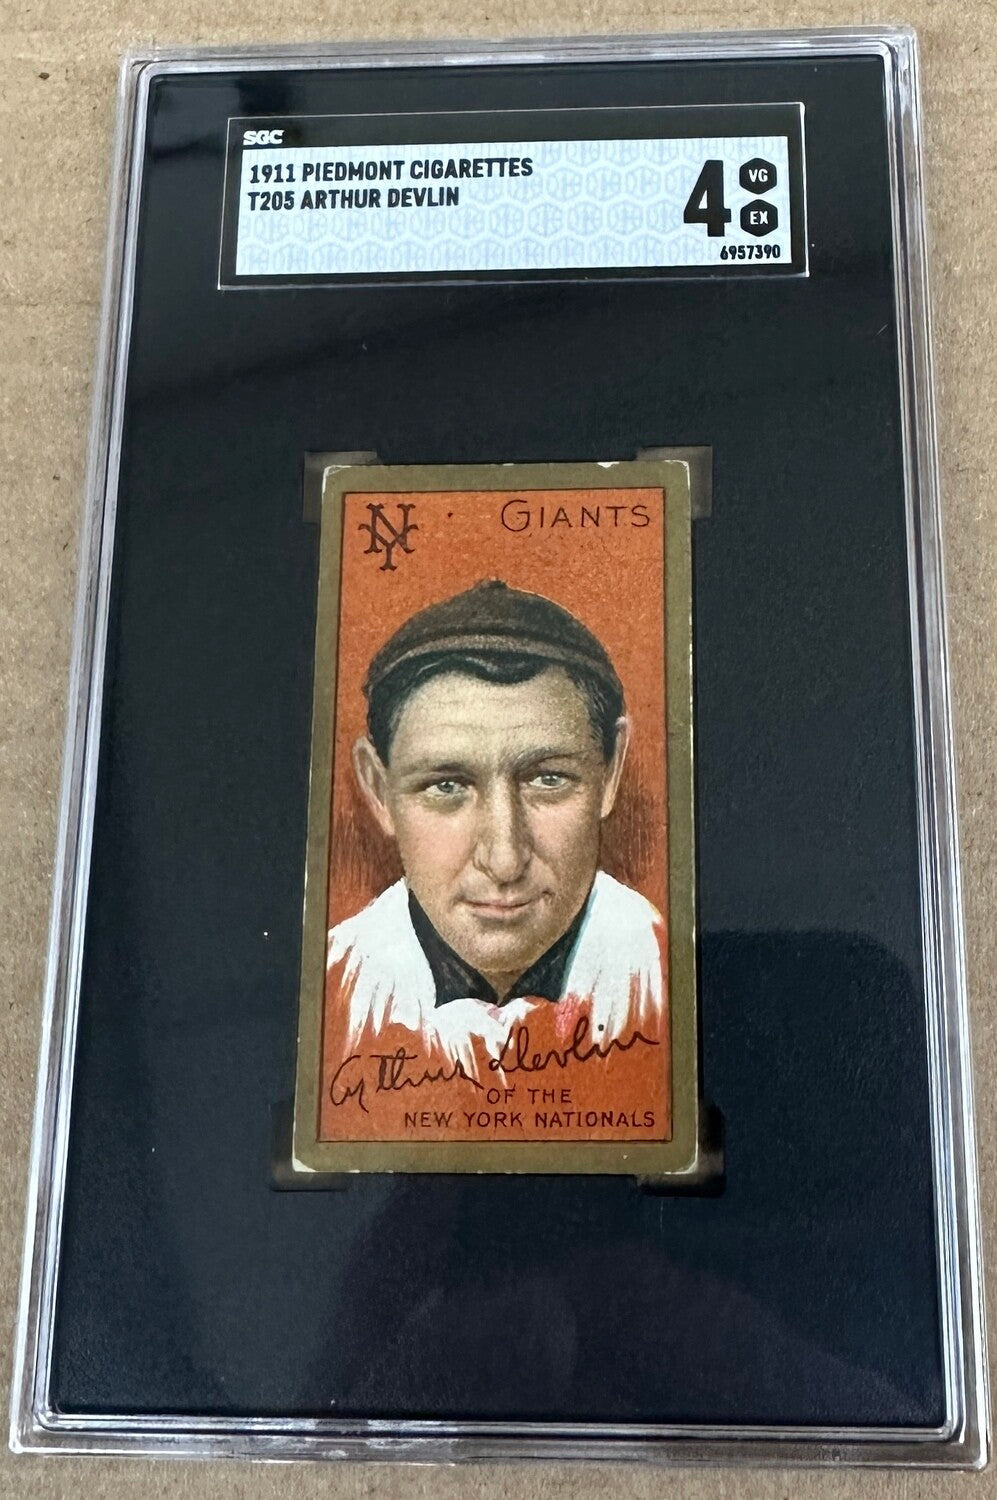 SGC
1911 PIEDMONT CIGARETTES
T205 ARTHUR DEVLIN
4
VG
EX
6957390
NY
GIANTS
Arthur Devlin
OF THE
NEW YORK NATIONALS